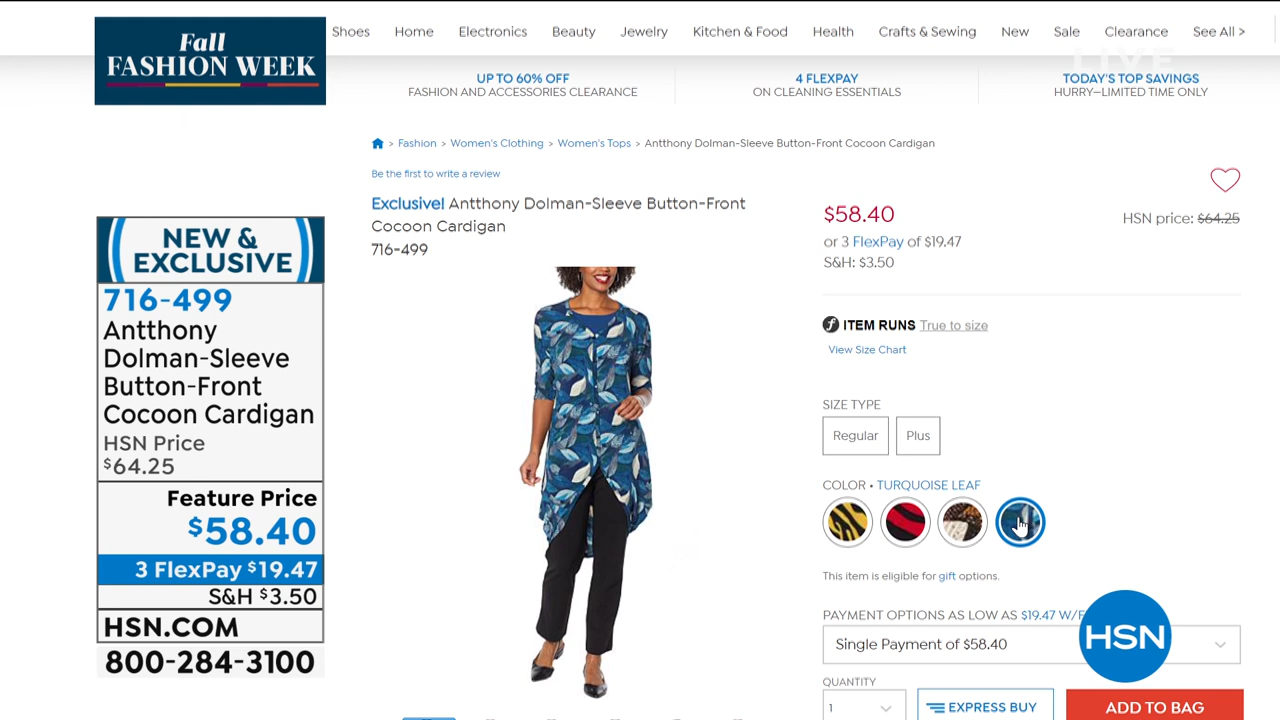 Fall
FASHION WEEK
Shoes Home Electronics Beauty Jewelry Kitchen & Food Health Crafts & Sewing New Sale Clearance See All >
LIVE
UP TO 60% OFF
FASHION AND ACCESSORIES CLEARANCE
4 FLEXPAY
ON CLEANING ESSENTIALS
TODAY'S TOP SAVINGS
HURRY—LIMITED TIME ONLY
> Fashion > Women's Clothing > Women's Tops > Antthony Dolman-Sleeve Button-Front Cocoon Cardigan
Be the first to write a review
Exclusive! Antthony Dolman-Sleeve Button-Front
Cocoon Cardigan
716-499
$58.40
HSN price: $64.25
or 3 FlexPay of $19.47
S&H: $3.50
ITEM RUNS True to size
View Size Chart
SIZE TYPE
Regular Plus
COLOR • TURQUOISE LEAF
This item is eligible for gift options.
PAYMENT OPTIONS AS LOW AS $19.47 W/F
Single Payment of $58.40
QUANTITY
1
EXPRESS BUY
ADD TO BAG
HSN
NEW &
EXCLUSIVE
716-499
Antthony
Dolman-Sleeve
Button-Front
Cocoon Cardigan
HSN Price
$64.25
Feature Price
$58.40
3 FlexPay $19.47
S&H $3.50
HSN.COM
800-284-3100